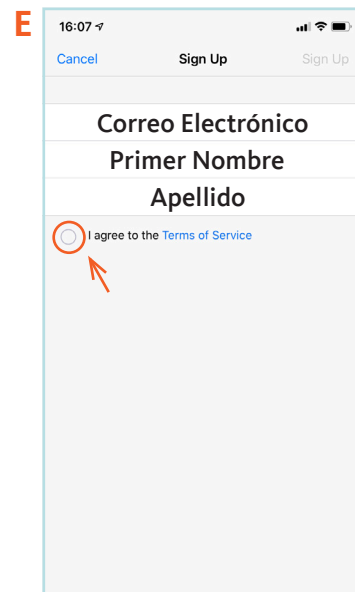 E
16:07
Cancel Sign Up Sign Up
Correo Electrónico
Primer Nombre
Apellido
I agree to the Terms of Service